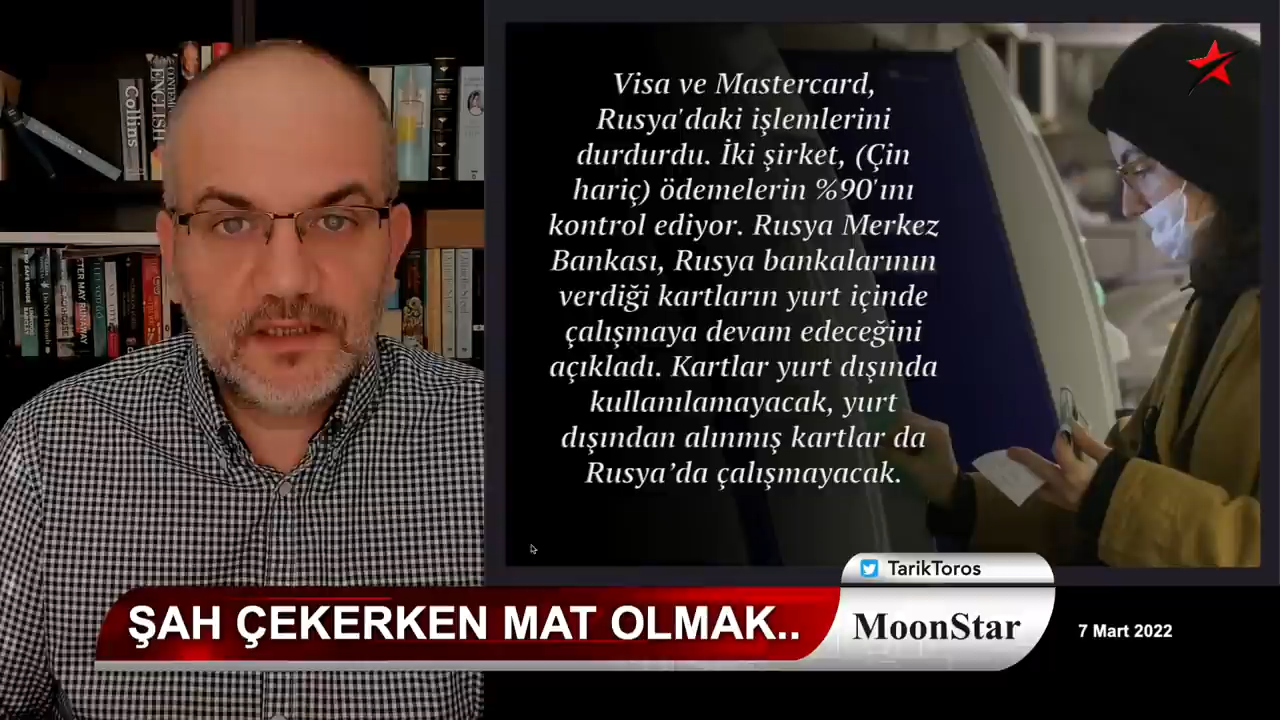 Visa ve Mastercard,
Rusya'daki işlemlerini
durdurdu. İki şirket, (Çin
hariç) ödemelerin %90'ını
kontrol ediyor. Rusya Merkez
Bankası, Rusya bankalarının
verdiği kartların yurt içinde
çalışmaya devam edeceğini
açıkladı. Kartlar yurt dışında
kullanılamayacak, yurt
dışından alınmış kartlar da
Rusya’da çalışmayacak.
Collins
ENGLISH
TarikToros
ŞAH ÇEKERKEN MAT OLMAK..
MoonStar
7 Mart 2022